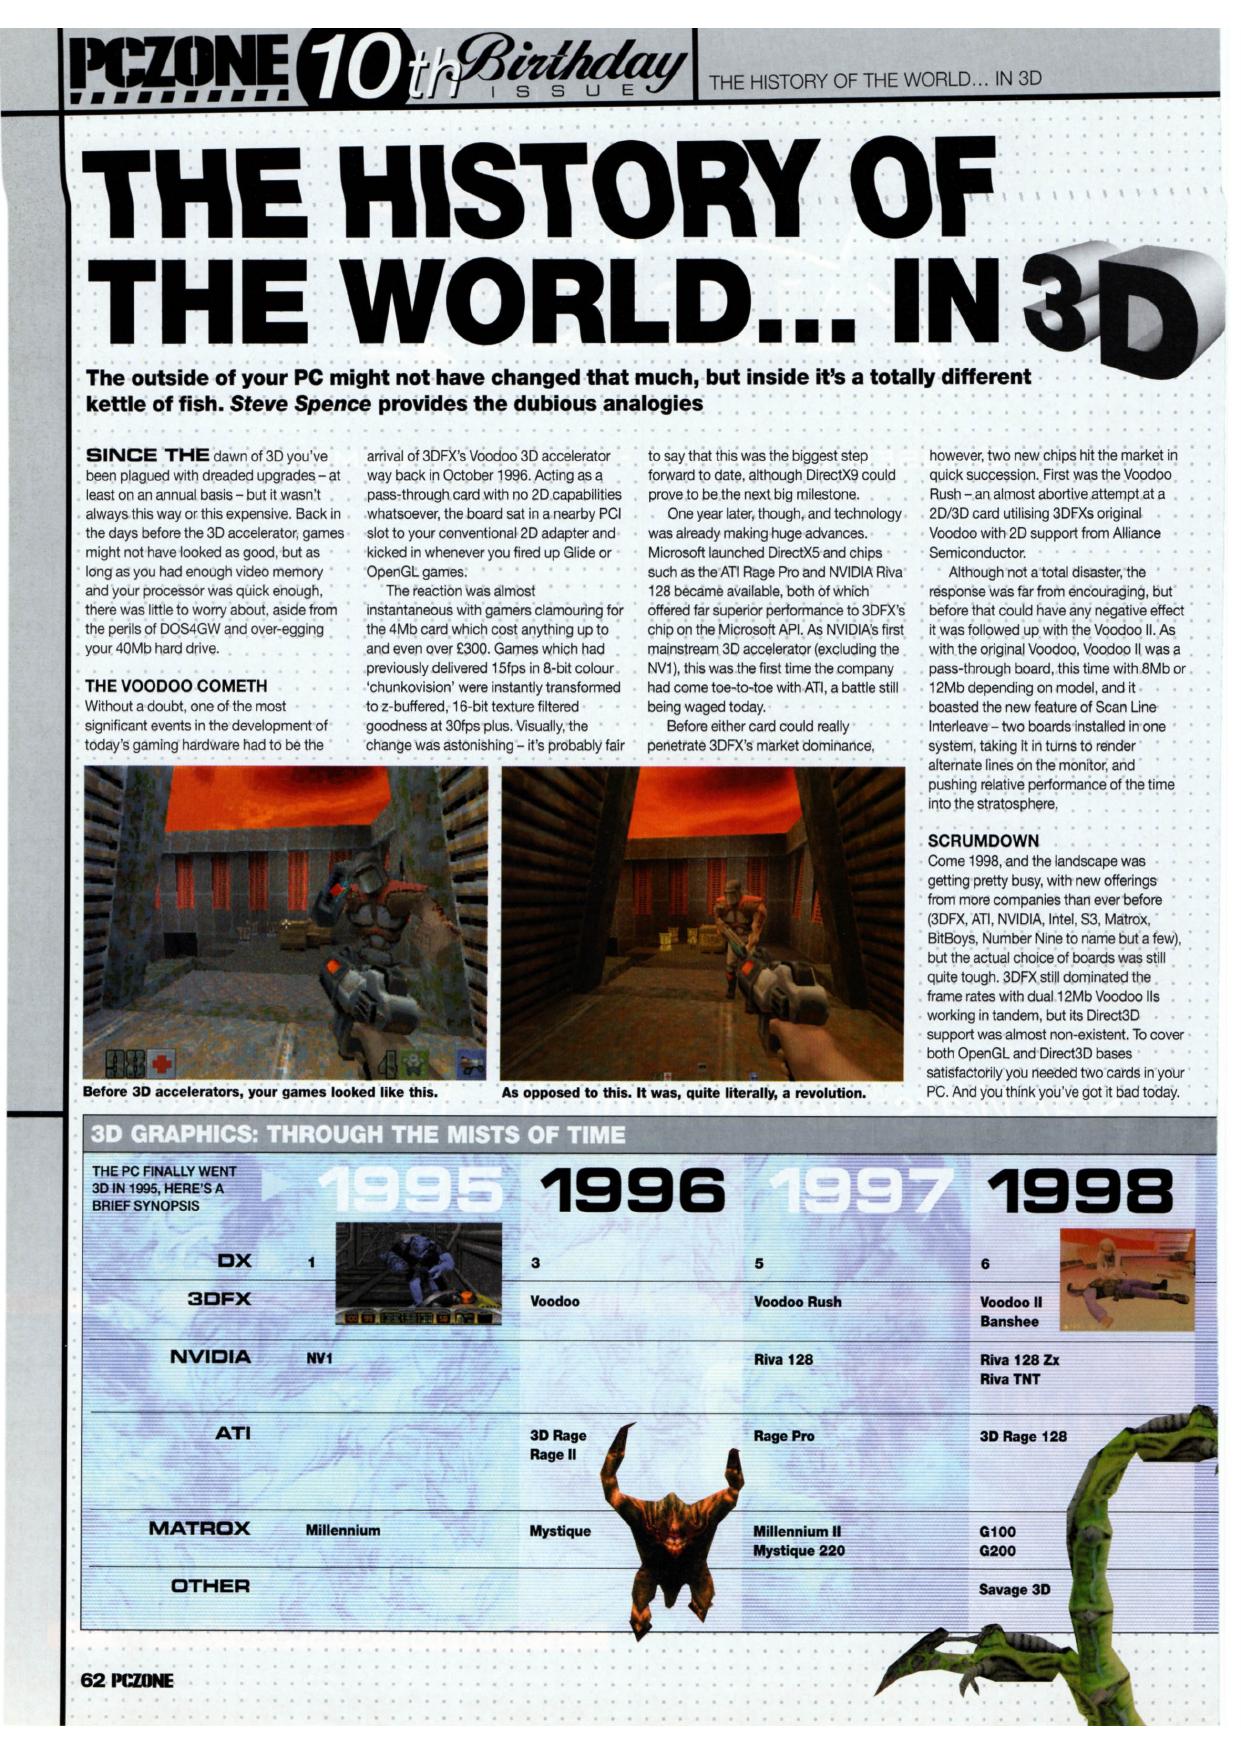 PCZONE 10th Birthday
ISSUE
THE HISTORY OF THE WORLD... IN 3D
THE HISTORY OF
THE WORLD... IN 3D
The outside of your PC might not have changed that much, but inside it's a totally different
kettle of fish. Steve Spence provides the dubious analogies
SINCE THE dawn of 3D you've
been plagued with dreaded upgrades – at
least on an annual basis – but it wasn't
always this way or this expensive. Back in
the days before the 3D accelerator, games
might not have looked as good, but as
long as you had enough video memory
and your processor was quick enough,
there was little to worry about, aside from
the perils of DOS4GW and over-egging
your 40Mb hard drive.
THE VOODOO COMETH
Without a doubt, one of the most
significant events in the development of
today's gaming hardware had to be the
arrival of 3DFX's Voodoo 3D accelerator
way back in October 1996. Acting as a
pass-through card with no 2D capabilities
whatsoever, the board sat in a nearby PCI
slot to your conventional 2D adapter and
kicked in whenever you fired up Glide or
OpenGL games.
The reaction was almost
instantaneous with gamers clamouring for
the 4Mb card which cost anything up to
and even over £300. Games which had
previously delivered 15fps in 8-bit colour
'chunkovision' were instantly transformed
to z-buffered, 16-bit texture filtered
goodness at 30fps plus. Visually, the
change was astonishing – it's probably fair
to say that this was the biggest step
forward to date, although DirectX9 could
prove to be the next big milestone.
One year later, though, and technology
was already making huge advances.
Microsoft launched DirectX5 and chips
such as the ATI Rage Pro and NVIDIA Riva
128 became available, both of which
offered far superior performance to 3DFX's
chip on the Microsoft API. As NVIDIA's first
mainstream 3D accelerator (excluding the
NV1), this was the first time the company
had come toe-to-toe with ATI, a battle still
being waged today.
Before either card could really
penetrate 3DFX's market dominance,
however, two new chips hit the market in
quick succession. First was the Voodoo
Rush – an almost abortive attempt at a
2D/3D card utilising 3DFXs original
Voodoo with 2D support from Alliance
Semiconductor.
Although not a total disaster, the
response was far from encouraging, but
before that could have any negative effect
it was followed up with the Voodoo II. As
with the original Voodoo, Voodoo II was a
pass-through board, this time with 8Mb or
12Mb depending on model, and it
boasted the new feature of Scan Line
Interleave – two boards installed in one
system, taking it in turns to render
alternate lines on the monitor, and
pushing relative performance of the time
into the stratosphere.
SCRUMDOWN
Come 1998, and the landscape was
getting pretty busy, with new offerings
from more companies than ever before
(3DFX, ATI, NVIDIA, Intel, S3, Matrox,
BitBoys, Number Nine to name but a few),
but the actual choice of boards was still
quite tough. 3DFX still dominated the
frame rates with dual 12Mb Voodoo IIs
working in tandem, but its Direct3D
support was almost non-existent. To cover
both OpenGL and Direct3D bases
satisfactorily you needed two cards in your
PC. And you think you've got it bad today.
Before 3D accelerators, your games looked like this.
As opposed to this. It was, quite literally, a revolution.
3D GRAPHICS: THROUGH THE MISTS OF TIME
THE PC FINALLY WENT
3D IN 1995, HERE'S A
BRIEF SYNOPSIS
1995 1996 1997 1998
DX 1 3 5 6
3DFX Voodoo Voodoo Rush Voodoo II
Banshee
NVIDIA NV1 Riva 128 Riva 128 Zx
Riva TNT
ATI 3D Rage Rage Pro 3D Rage 128
Rage II
MATROX Millennium Mystique Millennium II G100
Mystique 220 G200
OTHER Savage 3D
62 PCZONE